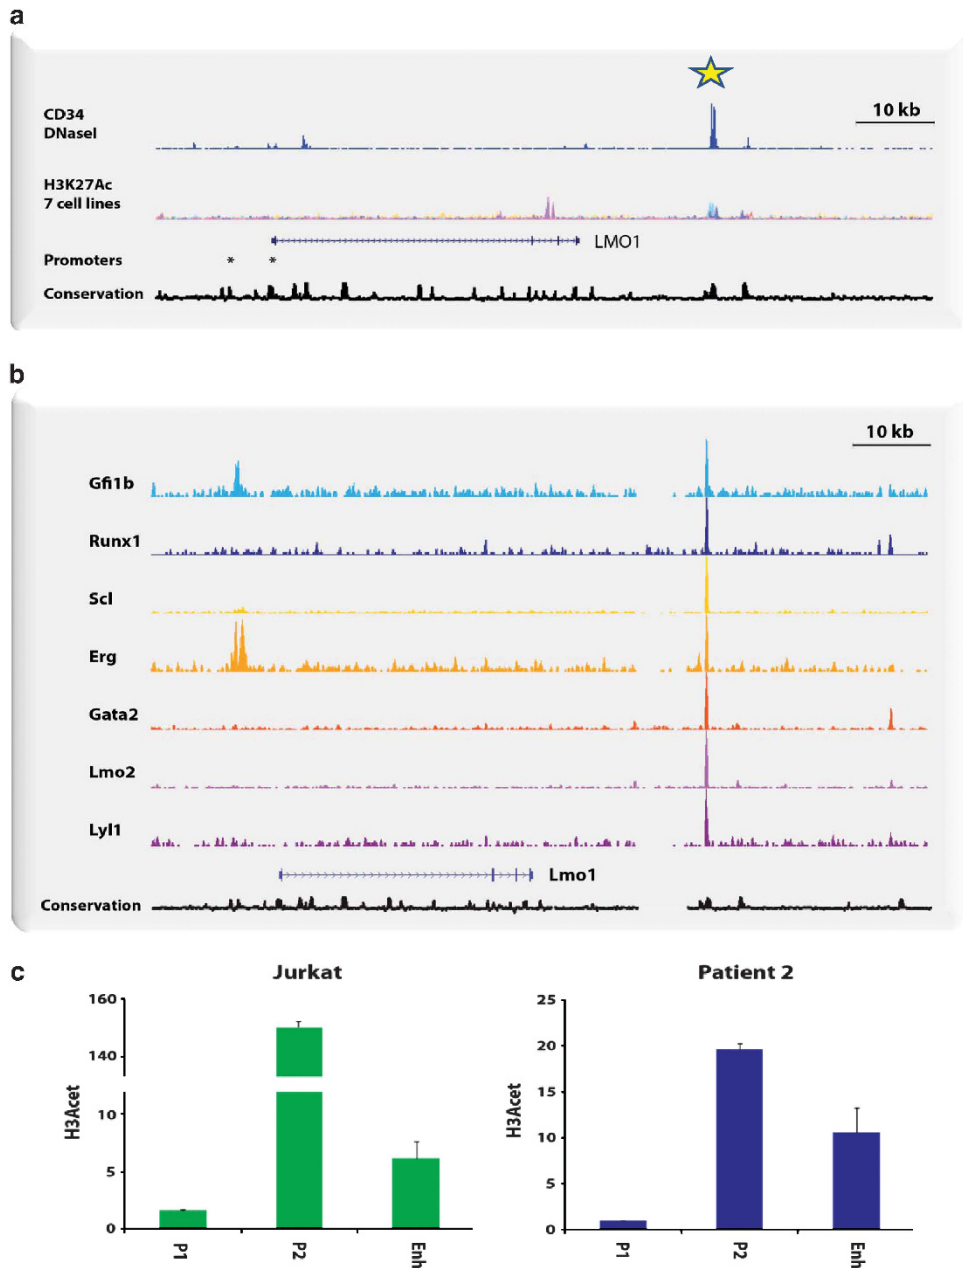 a
10 kb
CD34
DNaseI
H3K27Ac
7 cell lines
LMO1
Promoters
* *
Conservation
b
10 kb
Gfi1b
Runx1
Scl
Erg
Gata2
Lmo2
Lyl1
Lmo1
Conservation
c
Jurkat
H3Acet
160
140
10
5
0
P1
P2
Enh
Patient 2
H3Acet
25
20
15
10
5
0
P1
P2
Enh